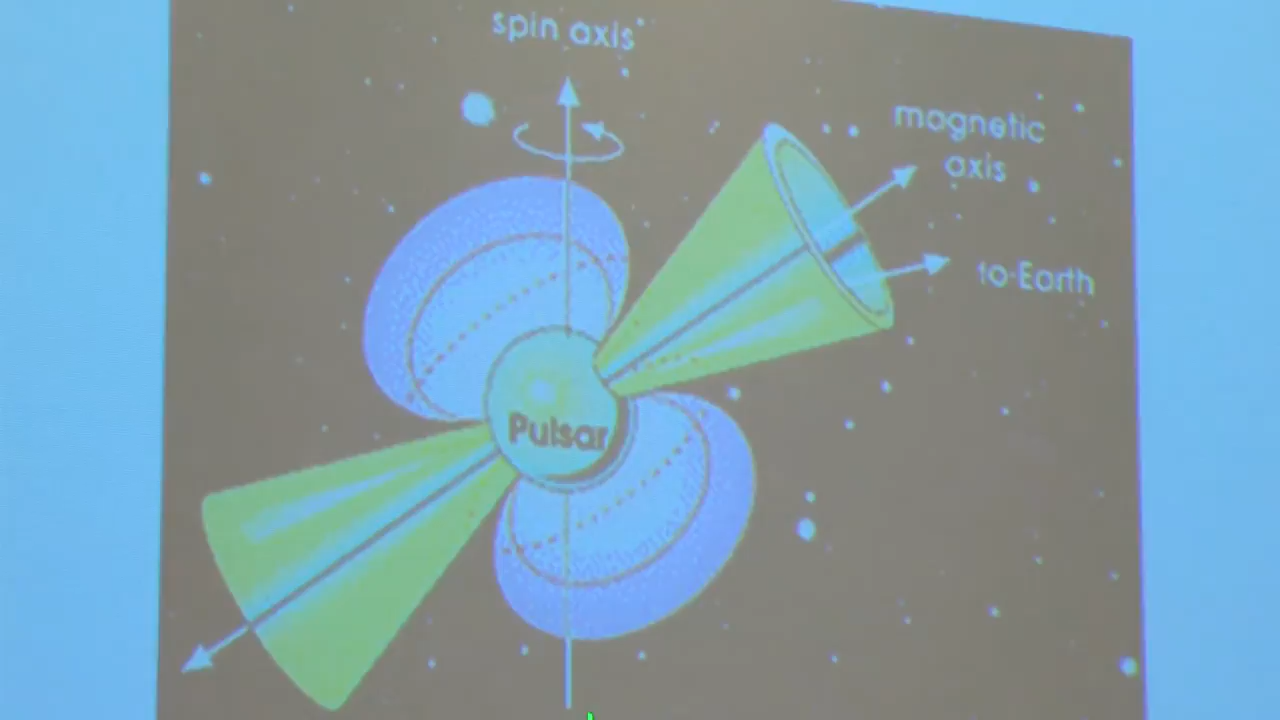 spin axis
magnetic
axis
to Earth
Pulsar